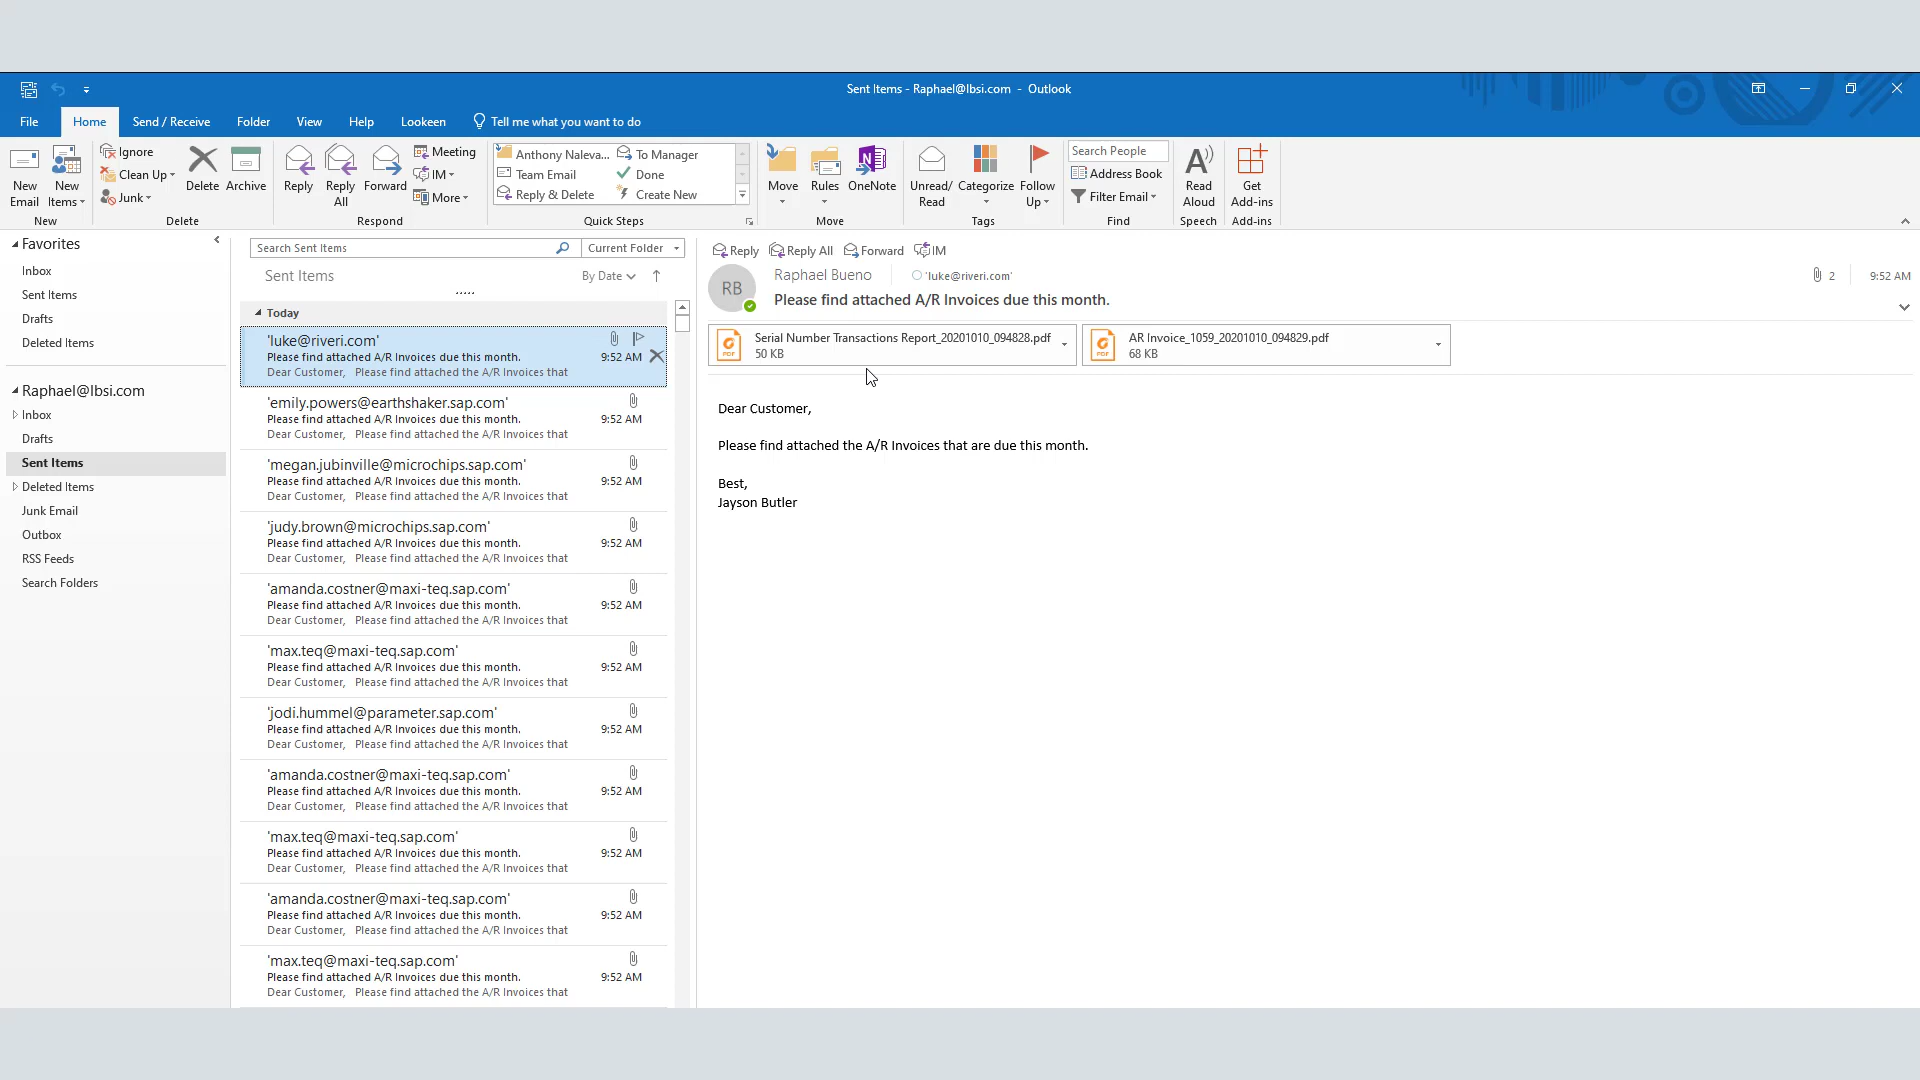 Sent Items - Raphael@lbsi.com - Outlook
File Home Send / Receive Folder View Help Lookeen Tell me what you want to do
New Email
New Items
New
Ignore
Clean Up
Junk
Delete
Archive
Delete
Reply
Reply All
Forward
Meeting
IM
More
Respond
Anthony Naleva...
To Manager
Team Email
Done
Reply & Delete
Create New
Quick Steps
Move
Rules
OneNote
Move
Unread/ Read
Categorize
Follow Up
Tags
Search People
Address Book
Filter Email
Find
Read Aloud
Speech
Get Add-ins
Add-ins
Favorites
Inbox
Sent Items
Drafts
Deleted Items
Raphael@lbsi.com
Inbox
Drafts
Sent Items
Deleted Items
Junk Email
Outbox
RSS Feeds
Search Folders
Search Sent Items
Current Folder
Sent Items
By Date
Today
'luke@riveri.com'
Please find attached A/R Invoices due this month. 9:52 AM
Dear Customer, Please find attached the A/R Invoices that
'emily.powers@earthshaker.sap.com'
Please find attached A/R Invoices due this month. 9:52 AM
Dear Customer, Please find attached the A/R Invoices that
'megan.jubinville@microchips.sap.com'
Please find attached A/R Invoices due this month. 9:52 AM
Dear Customer, Please find attached the A/R Invoices that
'judy.brown@microchips.sap.com'
Please find attached A/R Invoices due this month. 9:52 AM
Dear Customer, Please find attached the A/R Invoices that
'amanda.costner@maxi-teq.sap.com'
Please find attached A/R Invoices due this month. 9:52 AM
Dear Customer, Please find attached the A/R Invoices that
'max.teq@maxi-teq.sap.com'
Please find attached A/R Invoices due this month. 9:52 AM
Dear Customer, Please find attached the A/R Invoices that
'jodi.hummel@parameter.sap.com'
Please find attached A/R Invoices due this month. 9:52 AM
Dear Customer, Please find attached the A/R Invoices that
'amanda.costner@maxi-teq.sap.com'
Please find attached A/R Invoices due this month. 9:52 AM
Dear Customer, Please find attached the A/R Invoices that
'max.teq@maxi-teq.sap.com'
Please find attached A/R Invoices due this month. 9:52 AM
Dear Customer, Please find attached the A/R Invoices that
'amanda.costner@maxi-teq.sap.com'
Please find attached A/R Invoices due this month. 9:52 AM
Dear Customer, Please find attached the A/R Invoices that
'max.teq@maxi-teq.sap.com'
Please find attached A/R Invoices due this month. 9:52 AM
Dear Customer, Please find attached the A/R Invoices that
Reply Reply All Forward IM
RB
Raphael Bueno 'luke@riveri.com' 2 9:52 AM
Please find attached A/R Invoices due this month.
PDF
Serial Number Transactions Report_20201010_094828.pdf
50 KB
PDF
AR Invoice_1059_20201010_094829.pdf
68 KB
Dear Customer,
Please find attached the A/R Invoices that are due this month.
Best,
Jayson Butler